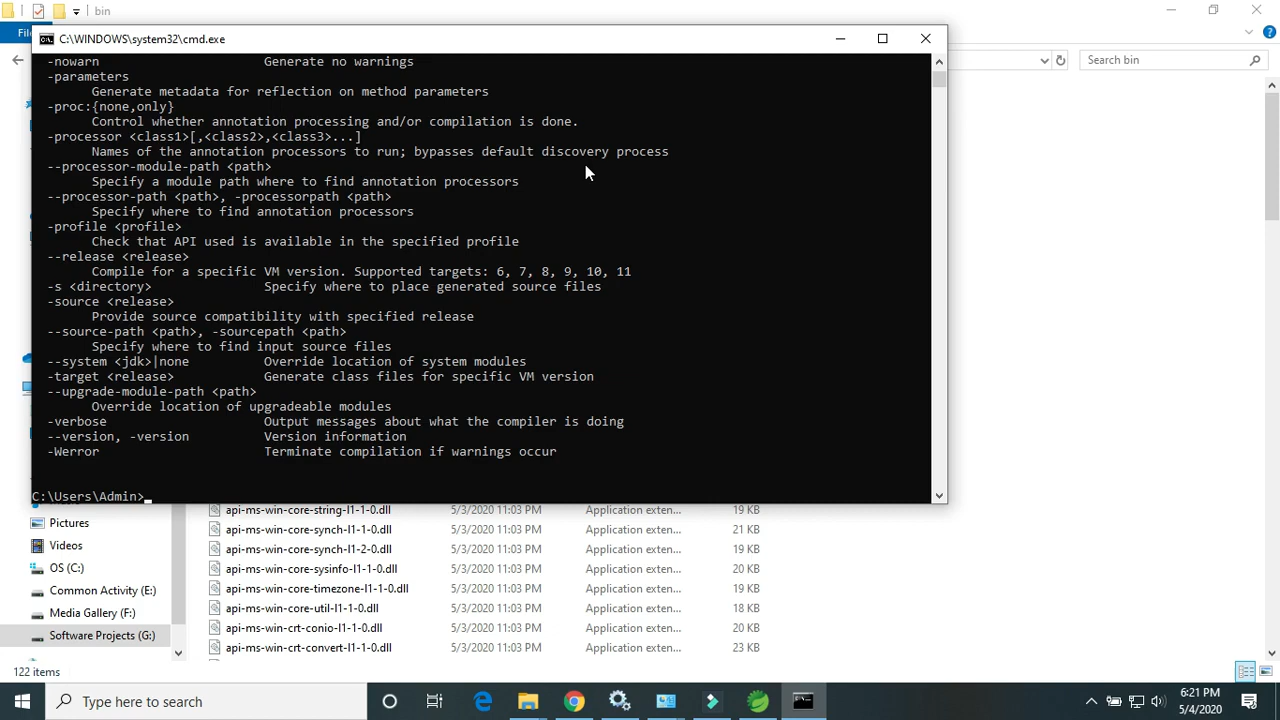 bin
C:\WINDOWS\system32\cmd.exe
Search bin
-nowarn Generate no warnings
-parameters
Generate metadata for reflection on method parameters
-proc:{none,only}
Control whether annotation processing and/or compilation is done.
-processor <class1>[,<class2>,<class3>...]
Names of the annotation processors to run; bypasses default discovery process
--processor-module-path <path>
Specify a module path where to find annotation processors
--processor-path <path>, -processorpath <path>
Specify where to find annotation processors
-profile <profile>
Check that API used is available in the specified profile
--release <release>
Compile for a specific VM version. Supported targets: 6, 7, 8, 9, 10, 11
-s <directory> Specify where to place generated source files
-source <release>
Provide source compatibility with specified release
--source-path <path>, -sourcepath <path>
Specify where to find input source files
--system <jdk>|none Override location of system modules
-target <release> Generate class files for specific VM version
--upgrade-module-path <path>
Override location of upgradeable modules
-verbose Output messages about what the compiler is doing
--version, -version Version information
-Werror Terminate compilation if warnings occur
C:\Users\Admin>
api-ms-win-core-string-l1-1-0.dll 5/3/2020 11:03 PM Application exten... 19 KB
Pictures
api-ms-win-core-synch-l1-1-0.dll 5/3/2020 11:03 PM Application exten... 21 KB
Videos
api-ms-win-core-synch-l1-2-0.dll 5/3/2020 11:03 PM Application exten... 19 KB
OS (C:)
api-ms-win-core-sysinfo-l1-1-0.dll 5/3/2020 11:03 PM Application exten... 20 KB
Common Activity (E:)
api-ms-win-core-timezone-l1-1-0.dll 5/3/2020 11:03 PM Application exten... 19 KB
Media Gallery (F:)
api-ms-win-core-util-l1-1-0.dll 5/3/2020 11:03 PM Application exten... 18 KB
Software Projects (G:)
api-ms-win-crt-conio-l1-1-0.dll 5/3/2020 11:03 PM Application exten... 20 KB
api-ms-win-crt-convert-l1-1-0.dll 5/3/2020 11:03 PM Application exten... 23 KB
122 items
Type here to search
6:21 PM
5/4/2020